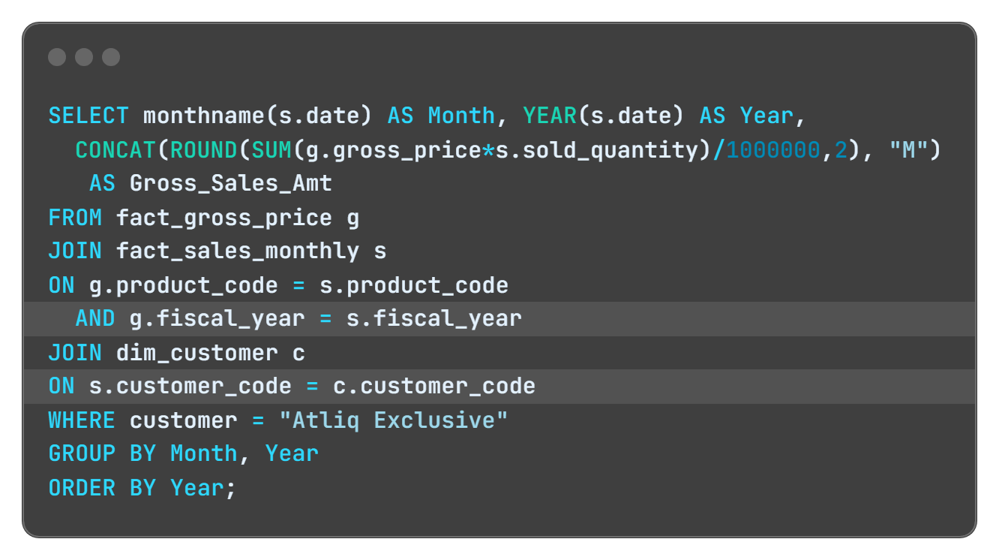 SELECT monthname(s.date) AS Month, YEAR(s.date) AS Year,
CONCAT(ROUND(SUM(g.gross_price*s.sold_quantity)/1000000,2), "M")
AS Gross_Sales_Amt
FROM fact_gross_price g
JOIN fact_sales_monthly s
ON g.product_code = s.product_code
AND g.fiscal_year = s.fiscal_year
JOIN dim_customer c
ON s.customer_code = c.customer_code
WHERE customer = "Atliq Exclusive"
GROUP BY Month, Year
ORDER BY Year;